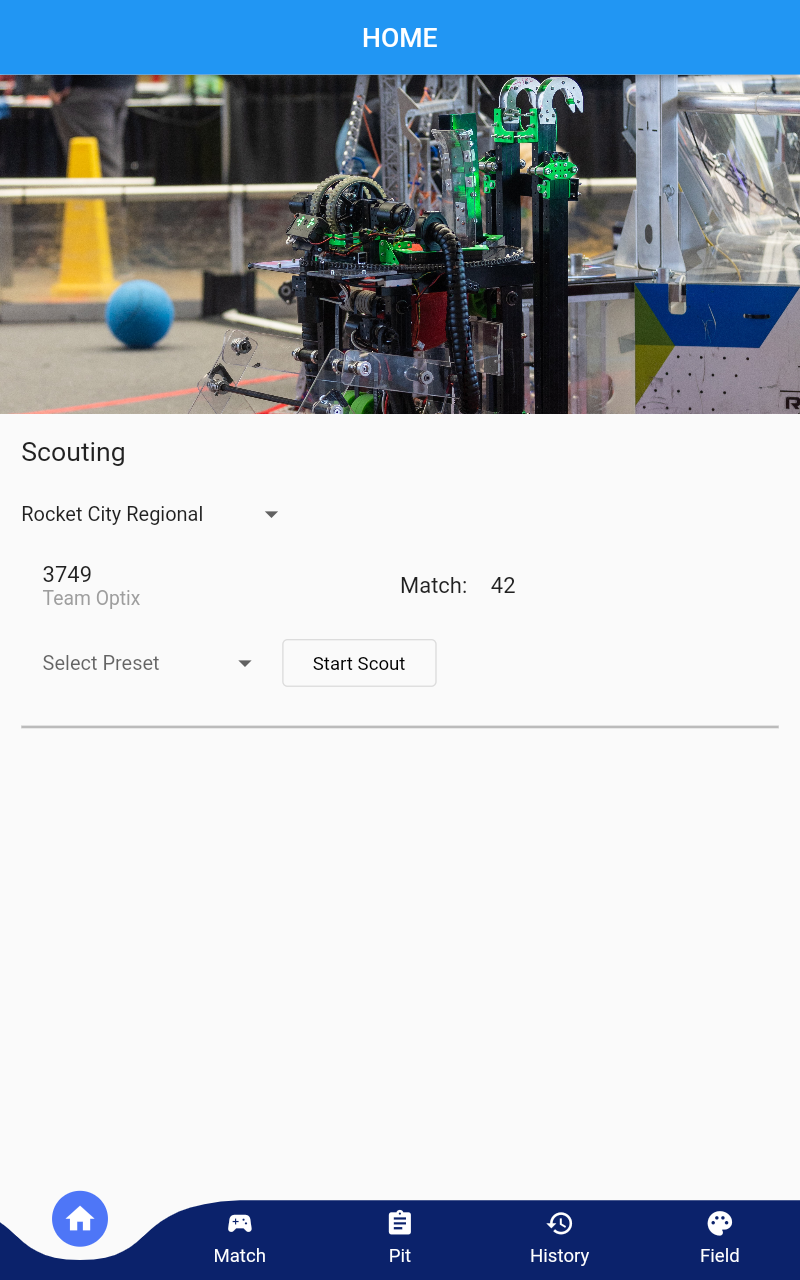 HOME
Scouting
Rocket City Regional
3749
Team Optix
Match: 42
Select Preset
Start Scout
Match
Pit
History
Field